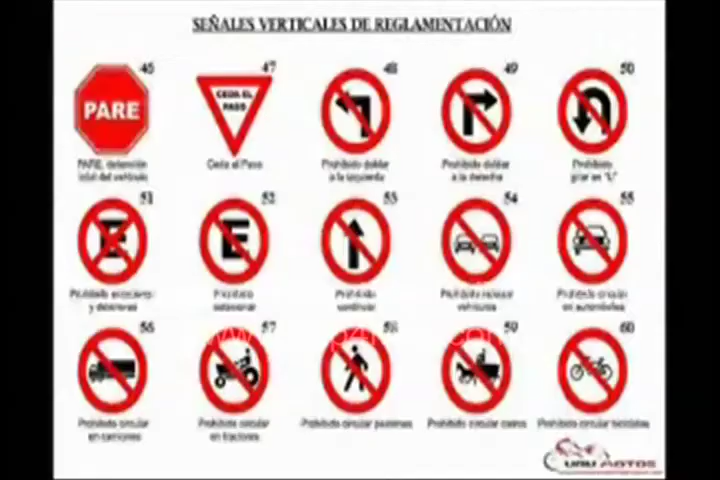 SEÑALES VERTICALES DE REGLAMENTACIÓN
46 47 48 49 50
PARE
CEDA EL
PASO
PARE, detención
total del vehículo
Ceda el Paso
Prohibido doblar
a la izquierda
Prohibido doblar
a la derecha
Prohibido
girar en "U"
51 52 53 54 55
E
E
Prohibido
y detenerse
Prohibido
estacionar
Prohibido
continuar
Prohibido
vehículos
Prohibido circular
en automóviles
56 57 58 59 60
Prohibido circular
en camiones
Prohibido circular
en tractores
Prohibido circular peatones
Prohibido circular carros
Prohibido circular bicicletas
URU MOTOS